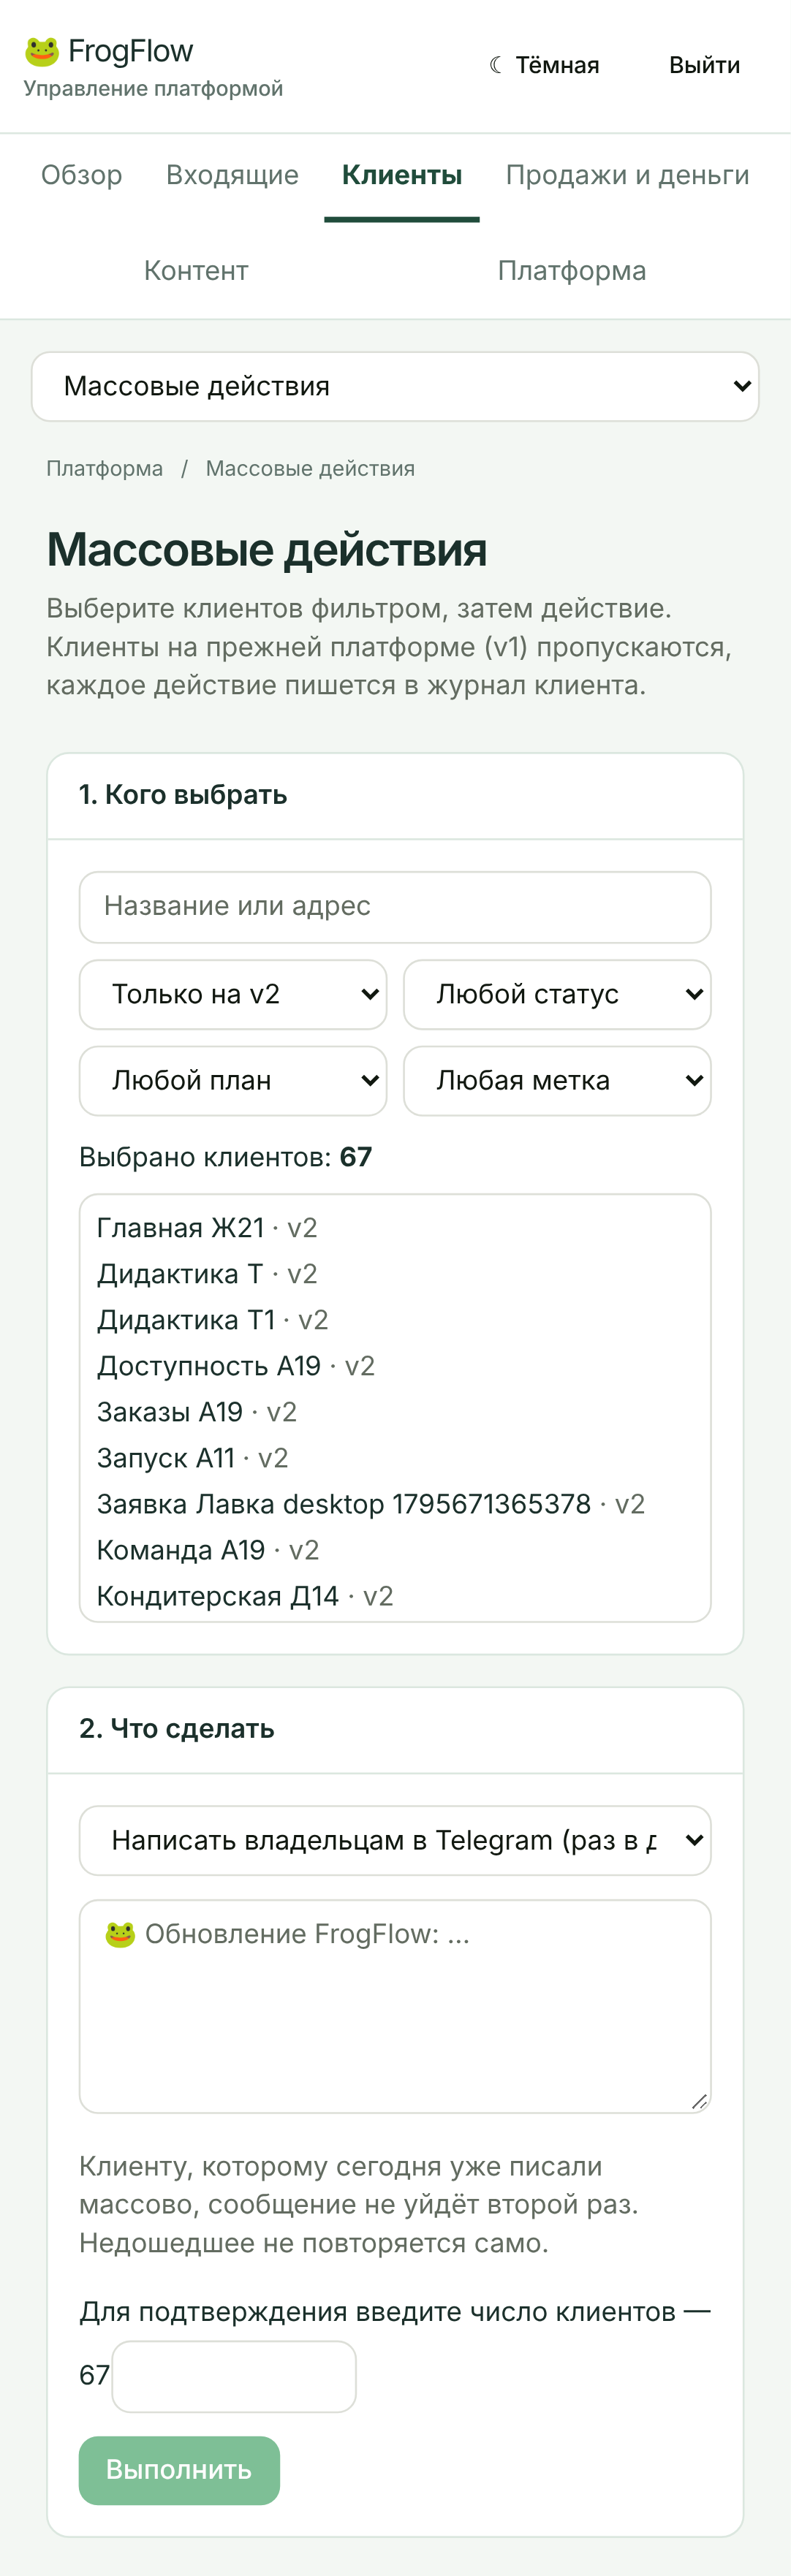 🐸 FrogFlow
Управление платформой
☾ Тёмная
Выйти
Обзор
Входящие
Клиенты
Продажи и деньги
Контент
Платформа
Массовые действия
Платформа / Массовые действия
Массовые действия
Выберите клиентов фильтром, затем действие.
Клиенты на прежней платформе (v1) пропускаются,
каждое действие пишется в журнал клиента.
1. Кого выбрать
Название или адрес
Только на v2
Любой статус
Любой план
Любая метка
Выбрано клиентов: 67
Главная Ж21 · v2
Дидактика Т · v2
Дидактика Т1 · v2
Доступность А19 · v2
Заказы А19 · v2
Запуск А11 · v2
Заявка Лавка desktop 1795671365378 · v2
Команда А19 · v2
Кондитерская Д14 · v2
2. Что сделать
Написать владельцам в Telegram (раз в
🐸 Обновление FrogFlow: ...
Клиенту, которому сегодня уже писали
массово, сообщение не уйдёт второй раз.
Недошедшее не повторяется само.
Для подтверждения введите число клиентов —
67
Выполнить